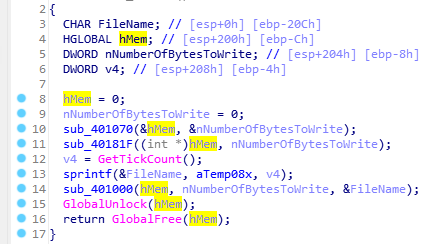 2 {
3 CHAR FileName; // [esp+0h] [ebp-20Ch]
4 HGLOBAL hMem; // [esp+200h] [ebp-Ch]
5 DWORD nNumberOfBytesToWrite; // [esp+204h] [ebp-8h]
6 DWORD v4; // [esp+208h] [ebp-4h]
7
8 hMem = 0;
9 nNumberOfBytesToWrite = 0;
10 sub_401070(&hMem, &nNumberOfBytesToWrite);
11 sub_40181F((int *)hMem, nNumberOfBytesToWrite);
12 v4 = GetTickCount();
13 sprintf(&FileName, aTemp08x, v4);
14 sub_401000(hMem, nNumberOfBytesToWrite, &FileName);
15 GlobalUnlock(hMem);
16 return GlobalFree(hMem);
17 }